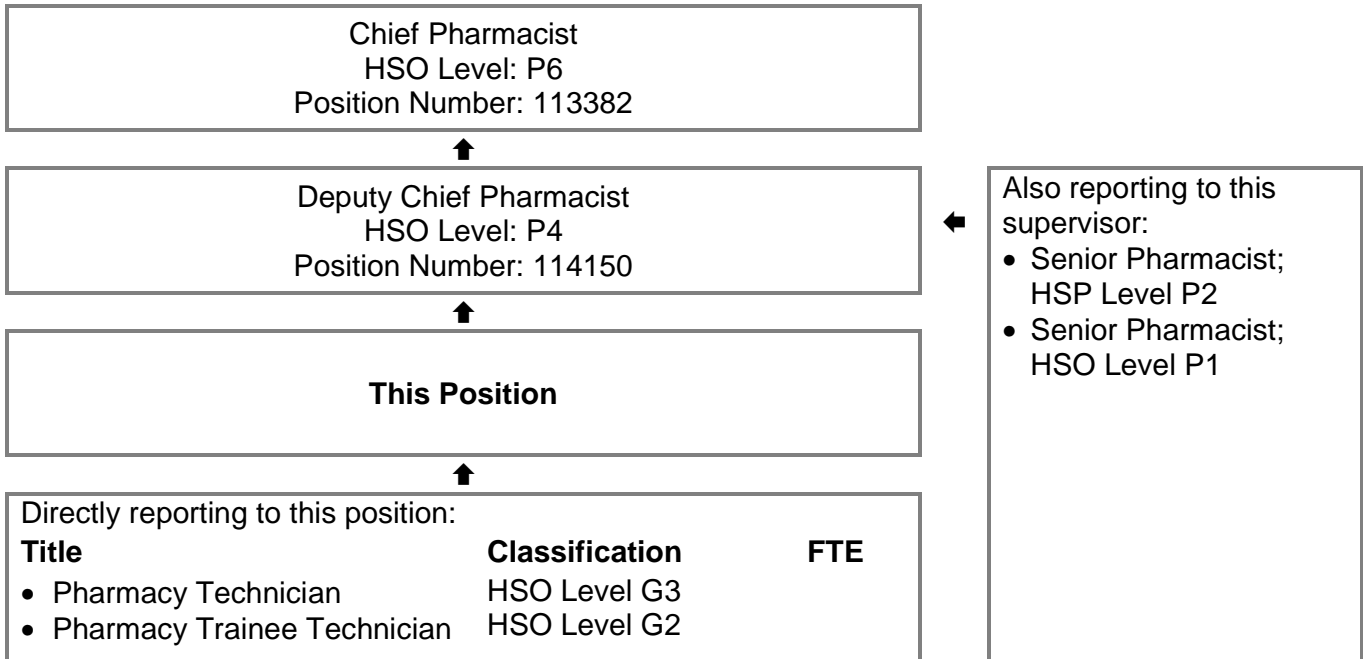 Chief Pharmacist
HSO Level: P6
Position Number: 113382
Deputy Chief Pharmacist
HSO Level: P4
Position Number: 114150
Also reporting to this
supervisor:
• Senior Pharmacist;
HSP Level P2
• Senior Pharmacist;
HSO Level P1
This Position
Directly reporting to this position:
Title Classification FTE
• Pharmacy Technician HSO Level G3
• Pharmacy Trainee Technician HSO Level G2